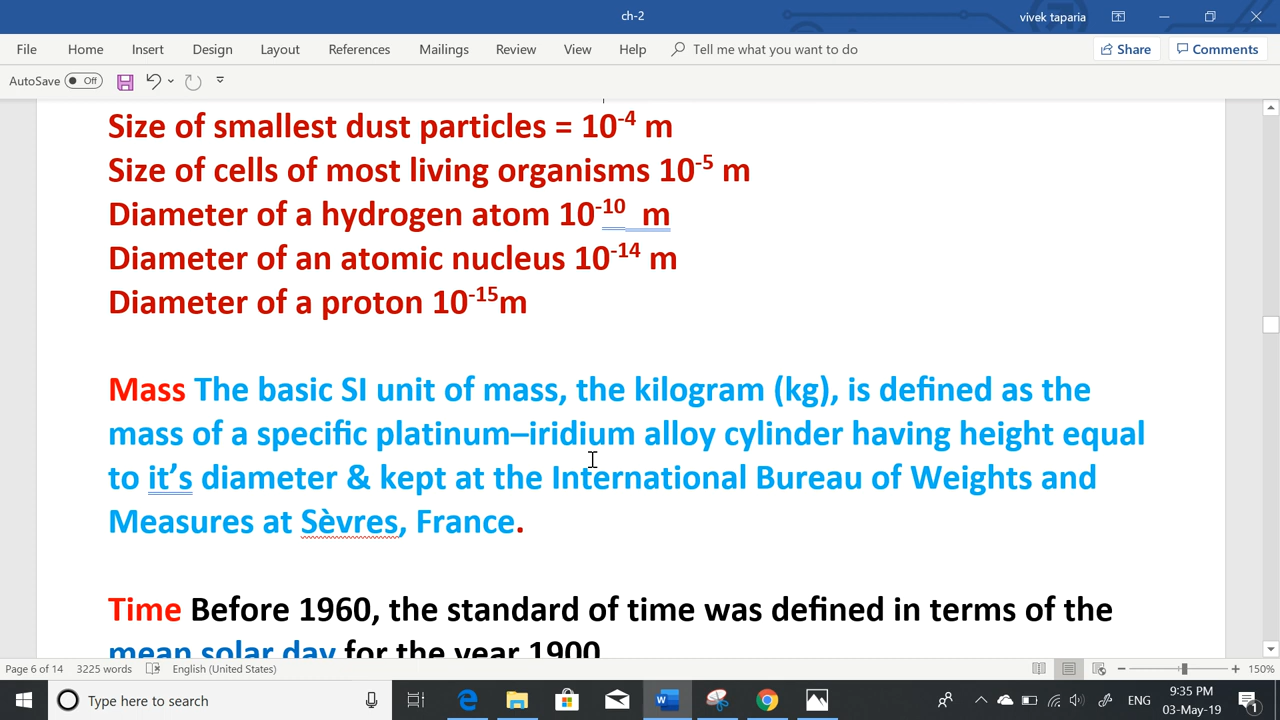 ch-2
vivek taparia
File Home Insert Design Layout References Mailings Review View Help Tell me what you want to do Share Comments
AutoSave Off
Size of smallest dust particles = 10⁻⁴ m
Size of cells of most living organisms 10⁻⁵ m
Diameter of a hydrogen atom 10⁻¹⁰ m
Diameter of an atomic nucleus 10⁻¹⁴ m
Diameter of a proton 10⁻¹⁵m
Mass The basic SI unit of mass, the kilogram (kg), is defined as the
mass of a specific platinum–iridium alloy cylinder having height equal
to it’s diameter & kept at the International Bureau of Weights and
Measures at Sèvres, France.
Time Before 1960, the standard of time was defined in terms of the
mean solar day for the year 1900
Page 6 of 14 3225 words English (United States) 150%
Type here to search
ENG
9:35 PM
03-May-19
1